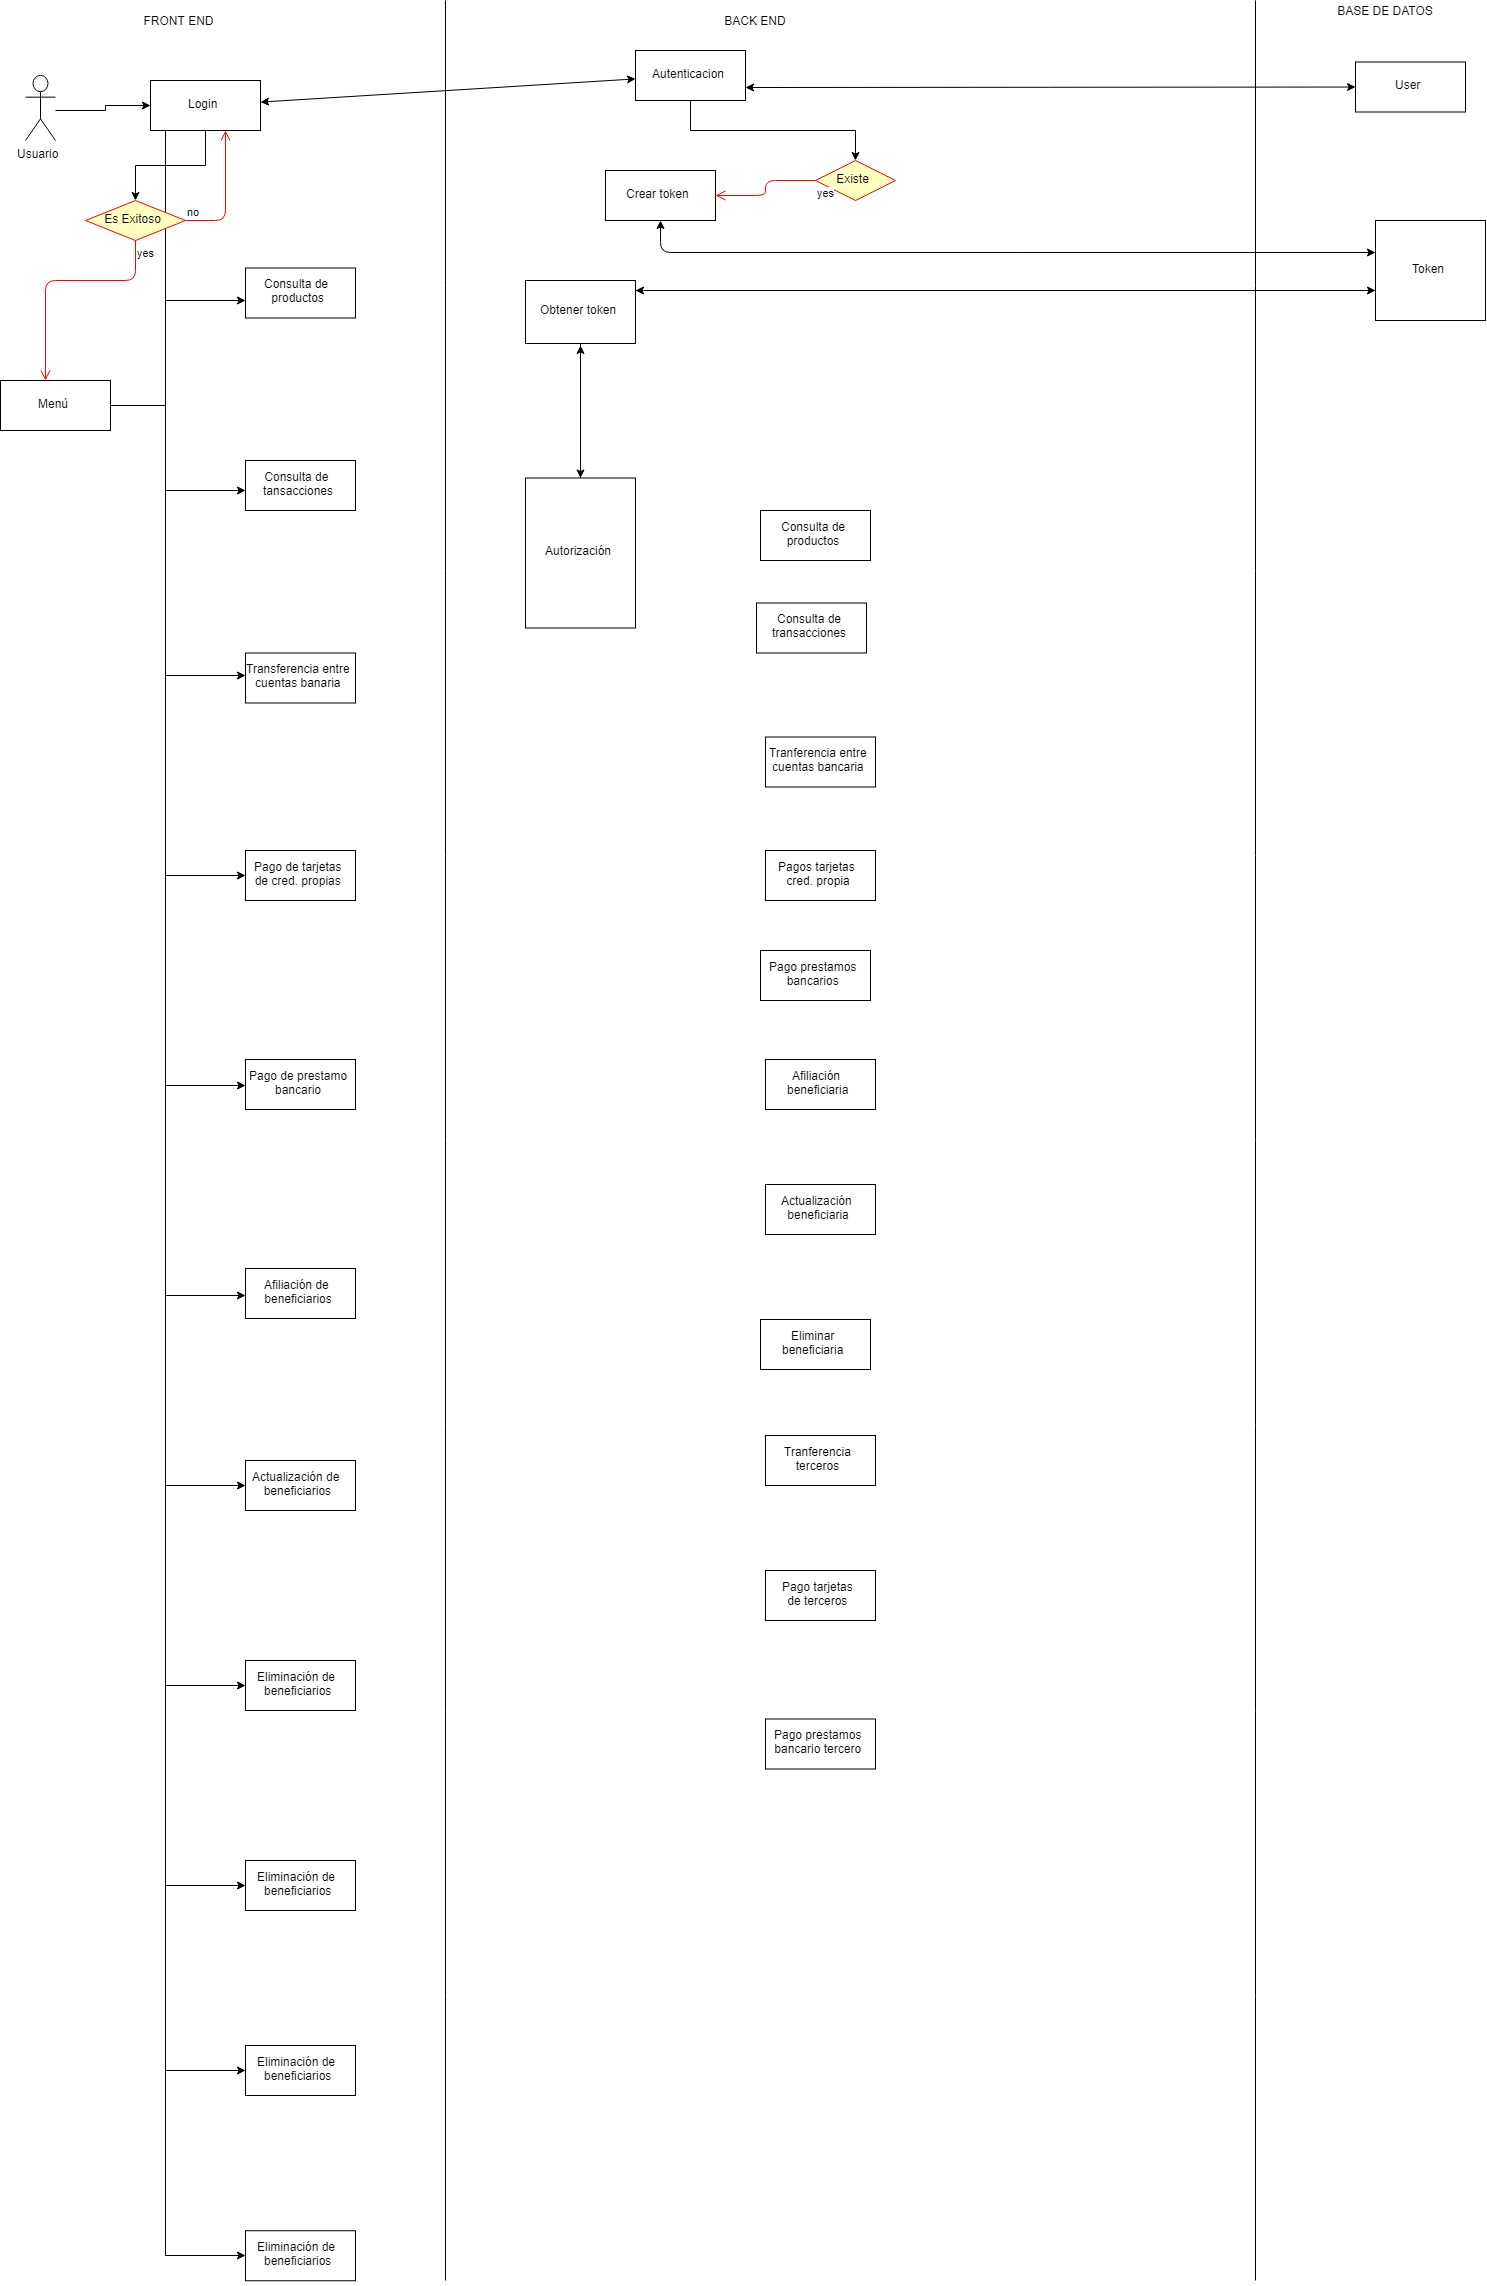 FRONT END
BACK END
BASE DE DATOS
Usuario
Login
Autenticacion
User
Es Exitoso
no
yes
Existe
yes
Crear token
Token
Obtener token
Consulta de
productos
Menú
Consulta de
tansacciones
Autorización
Consulta de
productos
Consulta de
transacciones
Transferencia entre
cuentas banaria
Tranferencia entre
cuentas bancaria
Pago de tarjetas
de cred. propias
Pagos tarjetas
cred. propia
Pago prestamos
bancarios
Pago de prestamo
bancario
Afiliación
beneficiaria
Actualización
beneficiaria
Afiliación de
beneficiarios
Eliminar
beneficiaria
Tranferencia
terceros
Actualización de
beneficiarios
Pago tarjetas
de terceros
Eliminación de
beneficiarios
Pago prestamos
bancario tercero
Eliminación de
beneficiarios
Eliminación de
beneficiarios
Eliminación de
beneficiarios